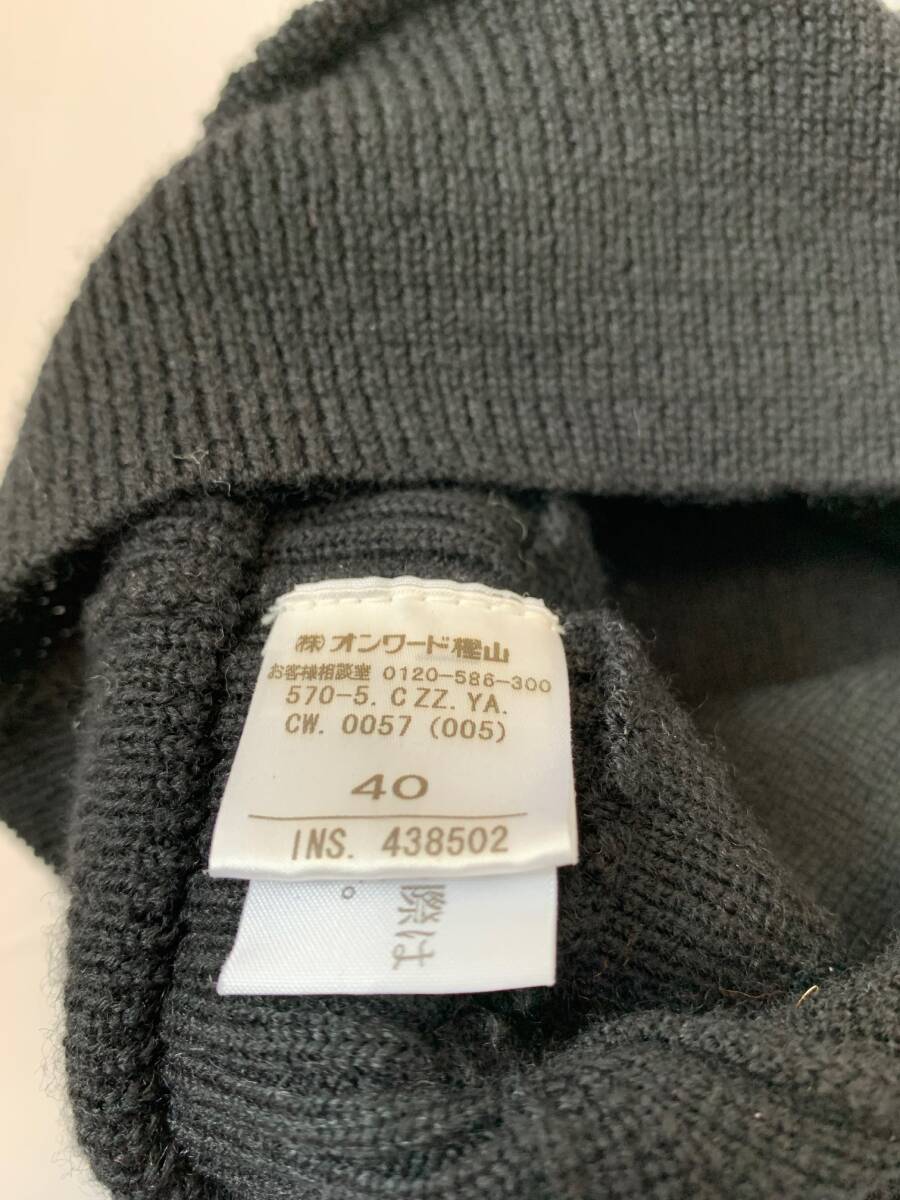 ㈱オンワード樫山
お客様相談室 0120-586-300
570-5. CZZ. YA.
CW. 0057 (005)
40
INS. 438502
際は
。